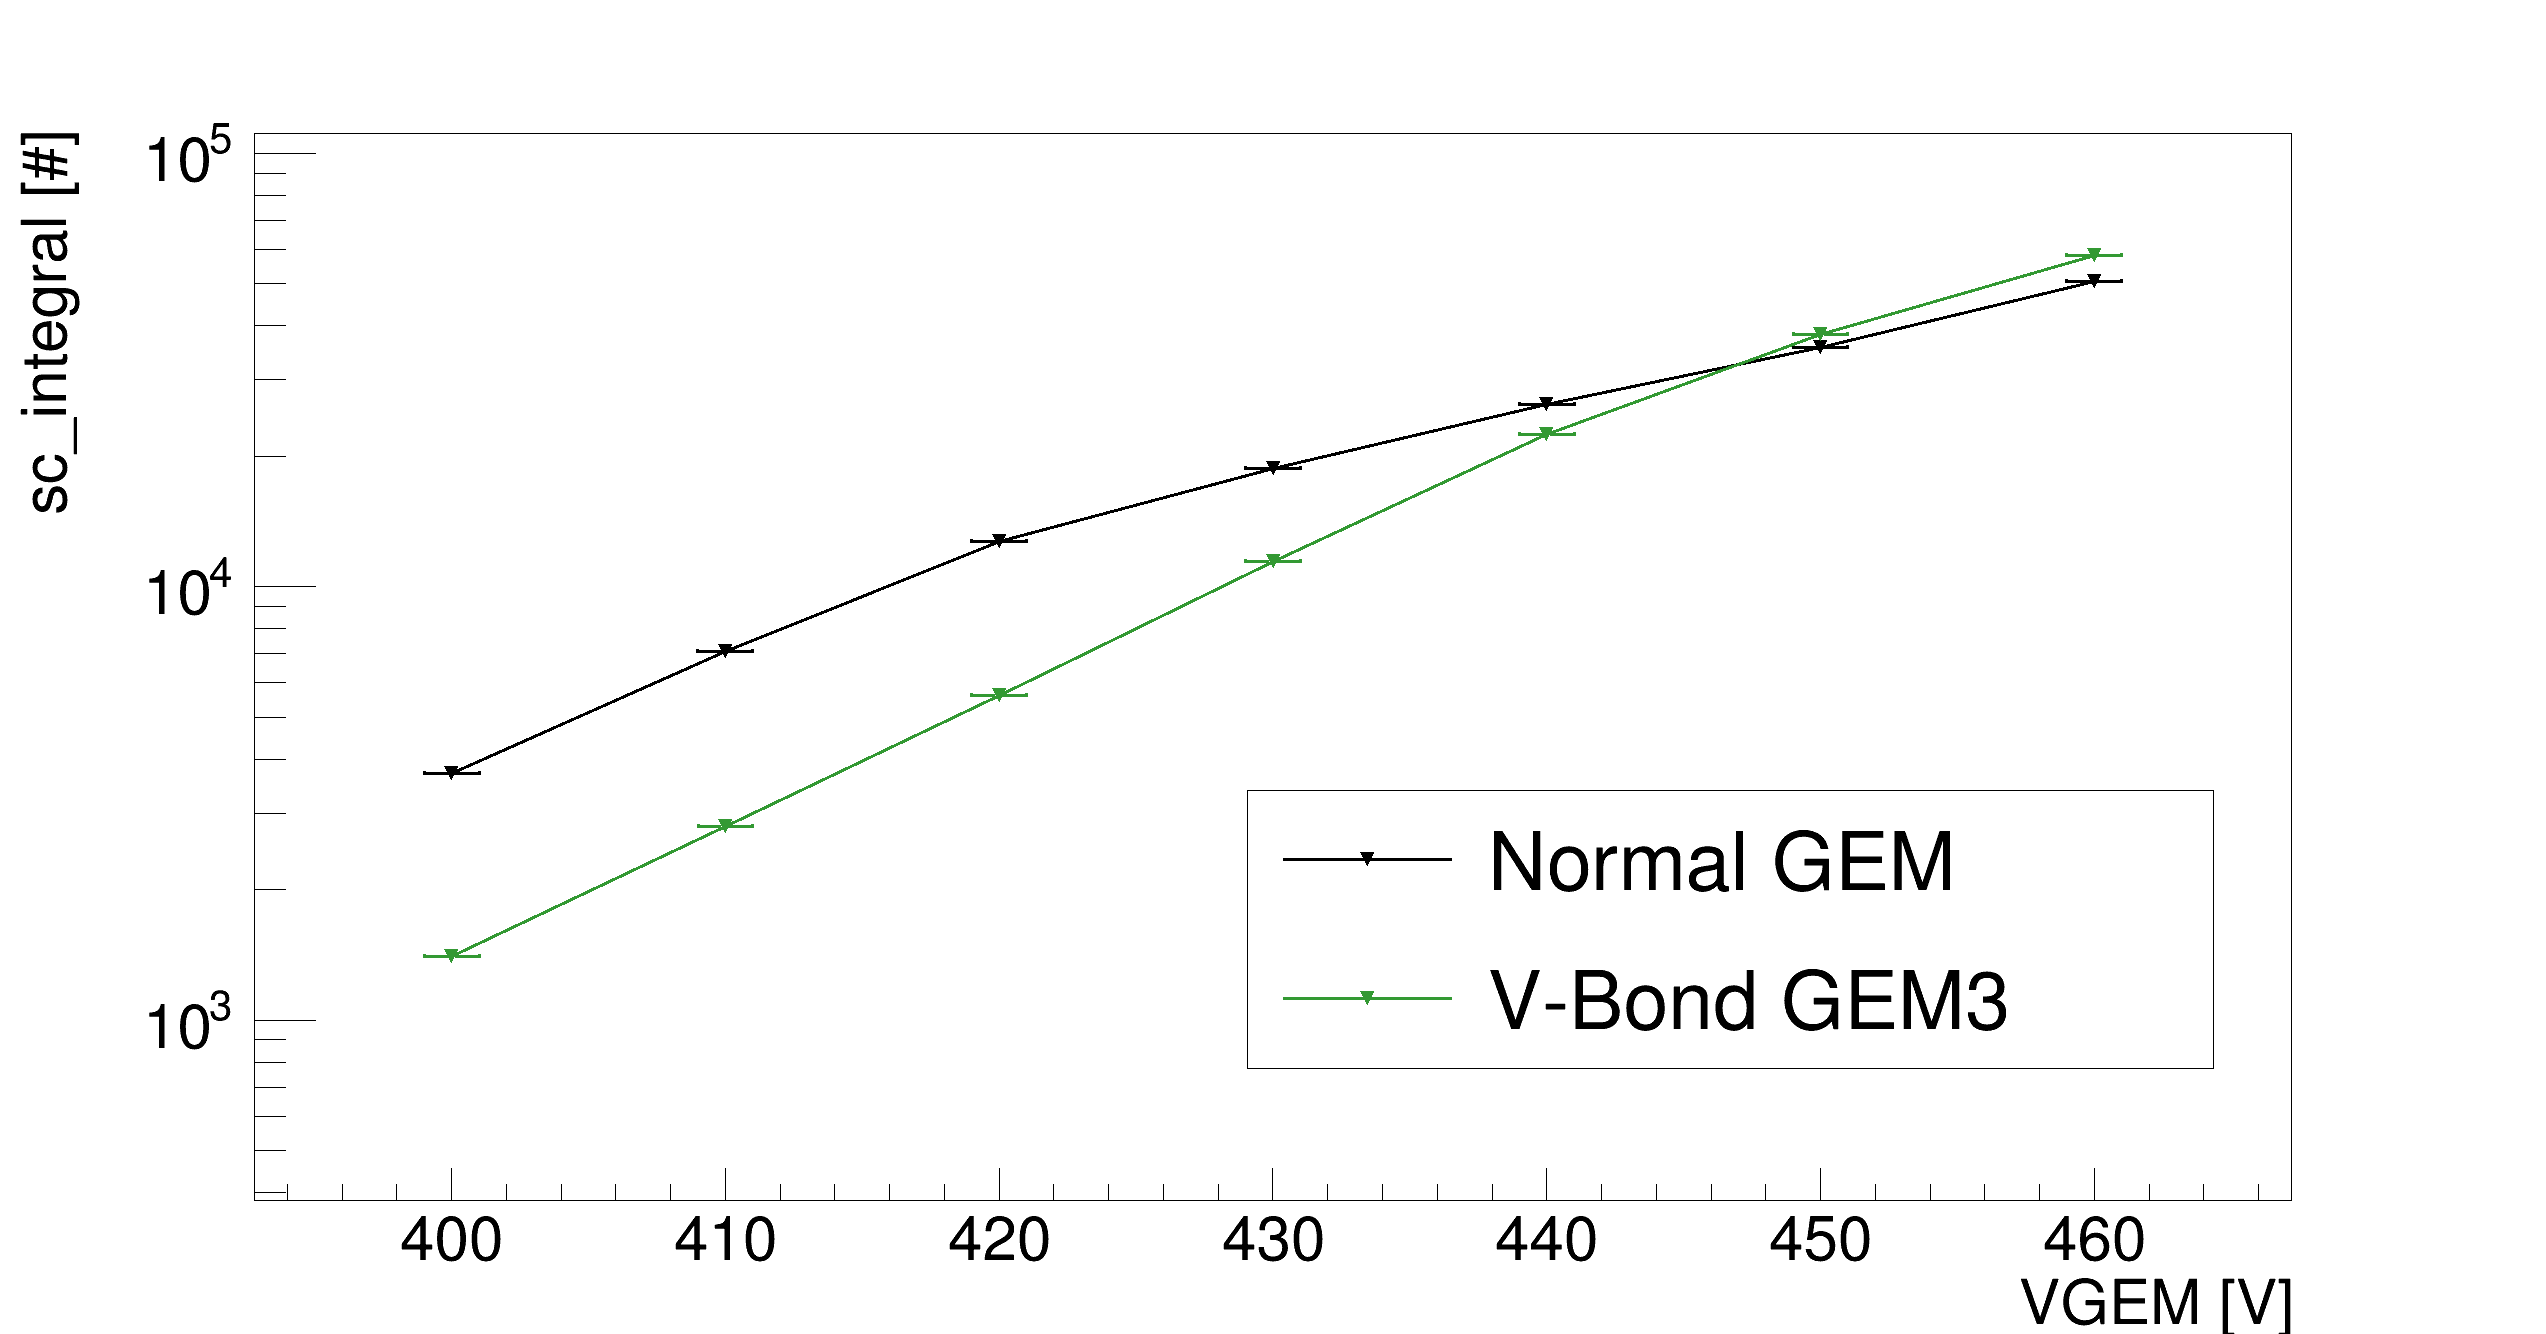 sc_integral [#]
10^5
10^4
10^3
Normal GEM
V-Bond GEM3
400 410 420 430 440 450 460
VGEM [V]